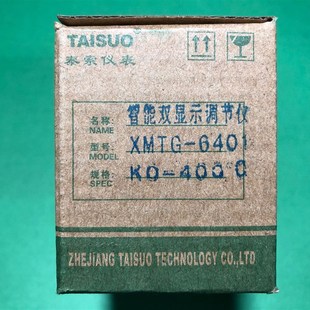 TAISUO
泰索仪表
名称:
NAME
智能双显示调节仪
型号:
MODEL
XMTG-6401
规格:
SPEC
K0-400C
ZHEJIANG TAISUO TECHNOLOGY CO.,LTD